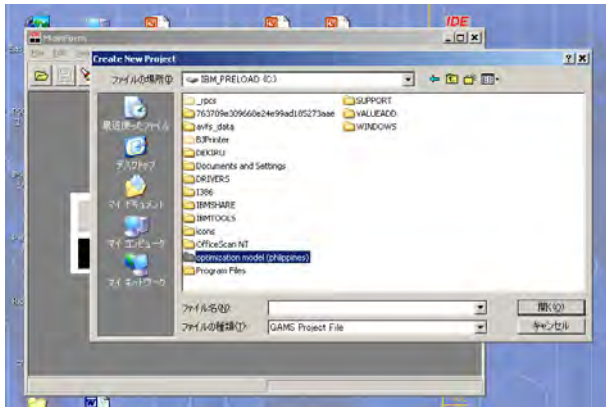 IDE
MainForm
Create New Project
ファイルの場所(I):
IBM_PRELOAD (C:)
_rpcs
763709e309660e24e99ad185273aae
avfs_data
BJPrinter
DEKIRU
Documents and Settings
DRIVERS
I386
IBMSHARE
IBMTOOLS
icons
OfficeScan NT
optimization model (philippines)
Program Files
SUPPORT
VALUEADD
WINDOWS
最近使ったファイル
デスクトップ
マイ ドキュメント
マイ コンピュータ
マイ ネットワーク
ファイル名(N):
開く(O)
ファイルの種類(T):
GAMS Project File
キャンセル